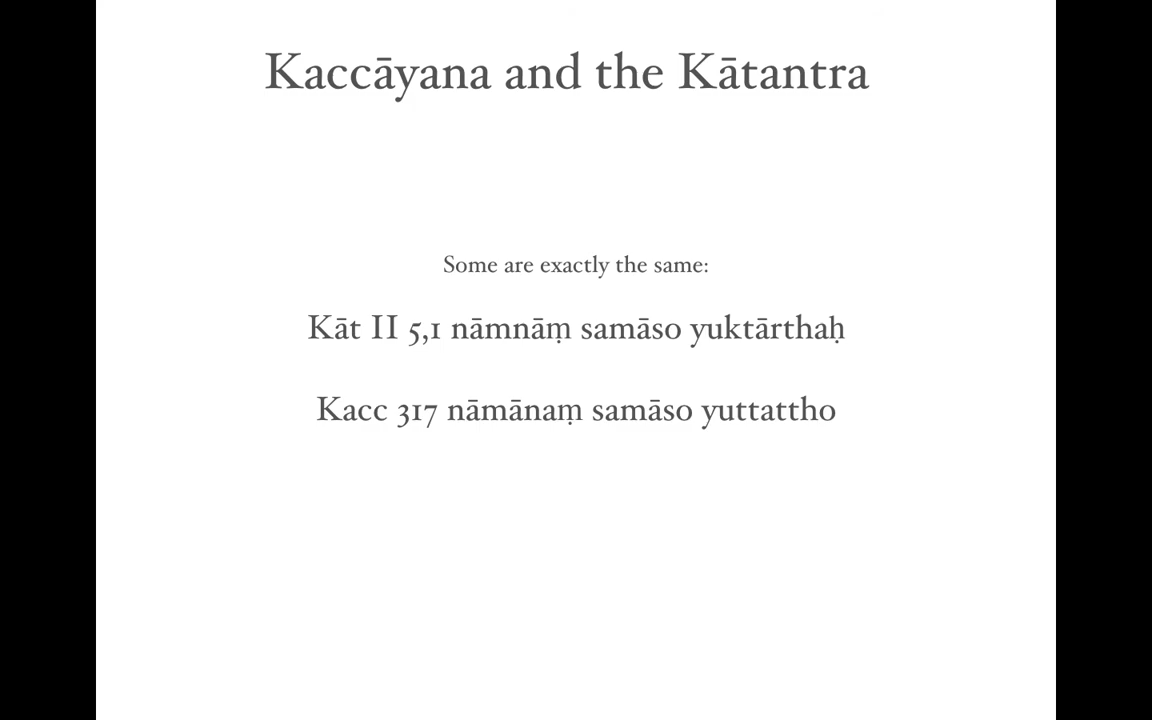 Kaccāyana and the Kātantra
Some are exactly the same:
Kāt II 5,1 nāmnāṃ samāso yuktārthaḥ
Kacc 317 nāmānaṃ samāso yuttattho